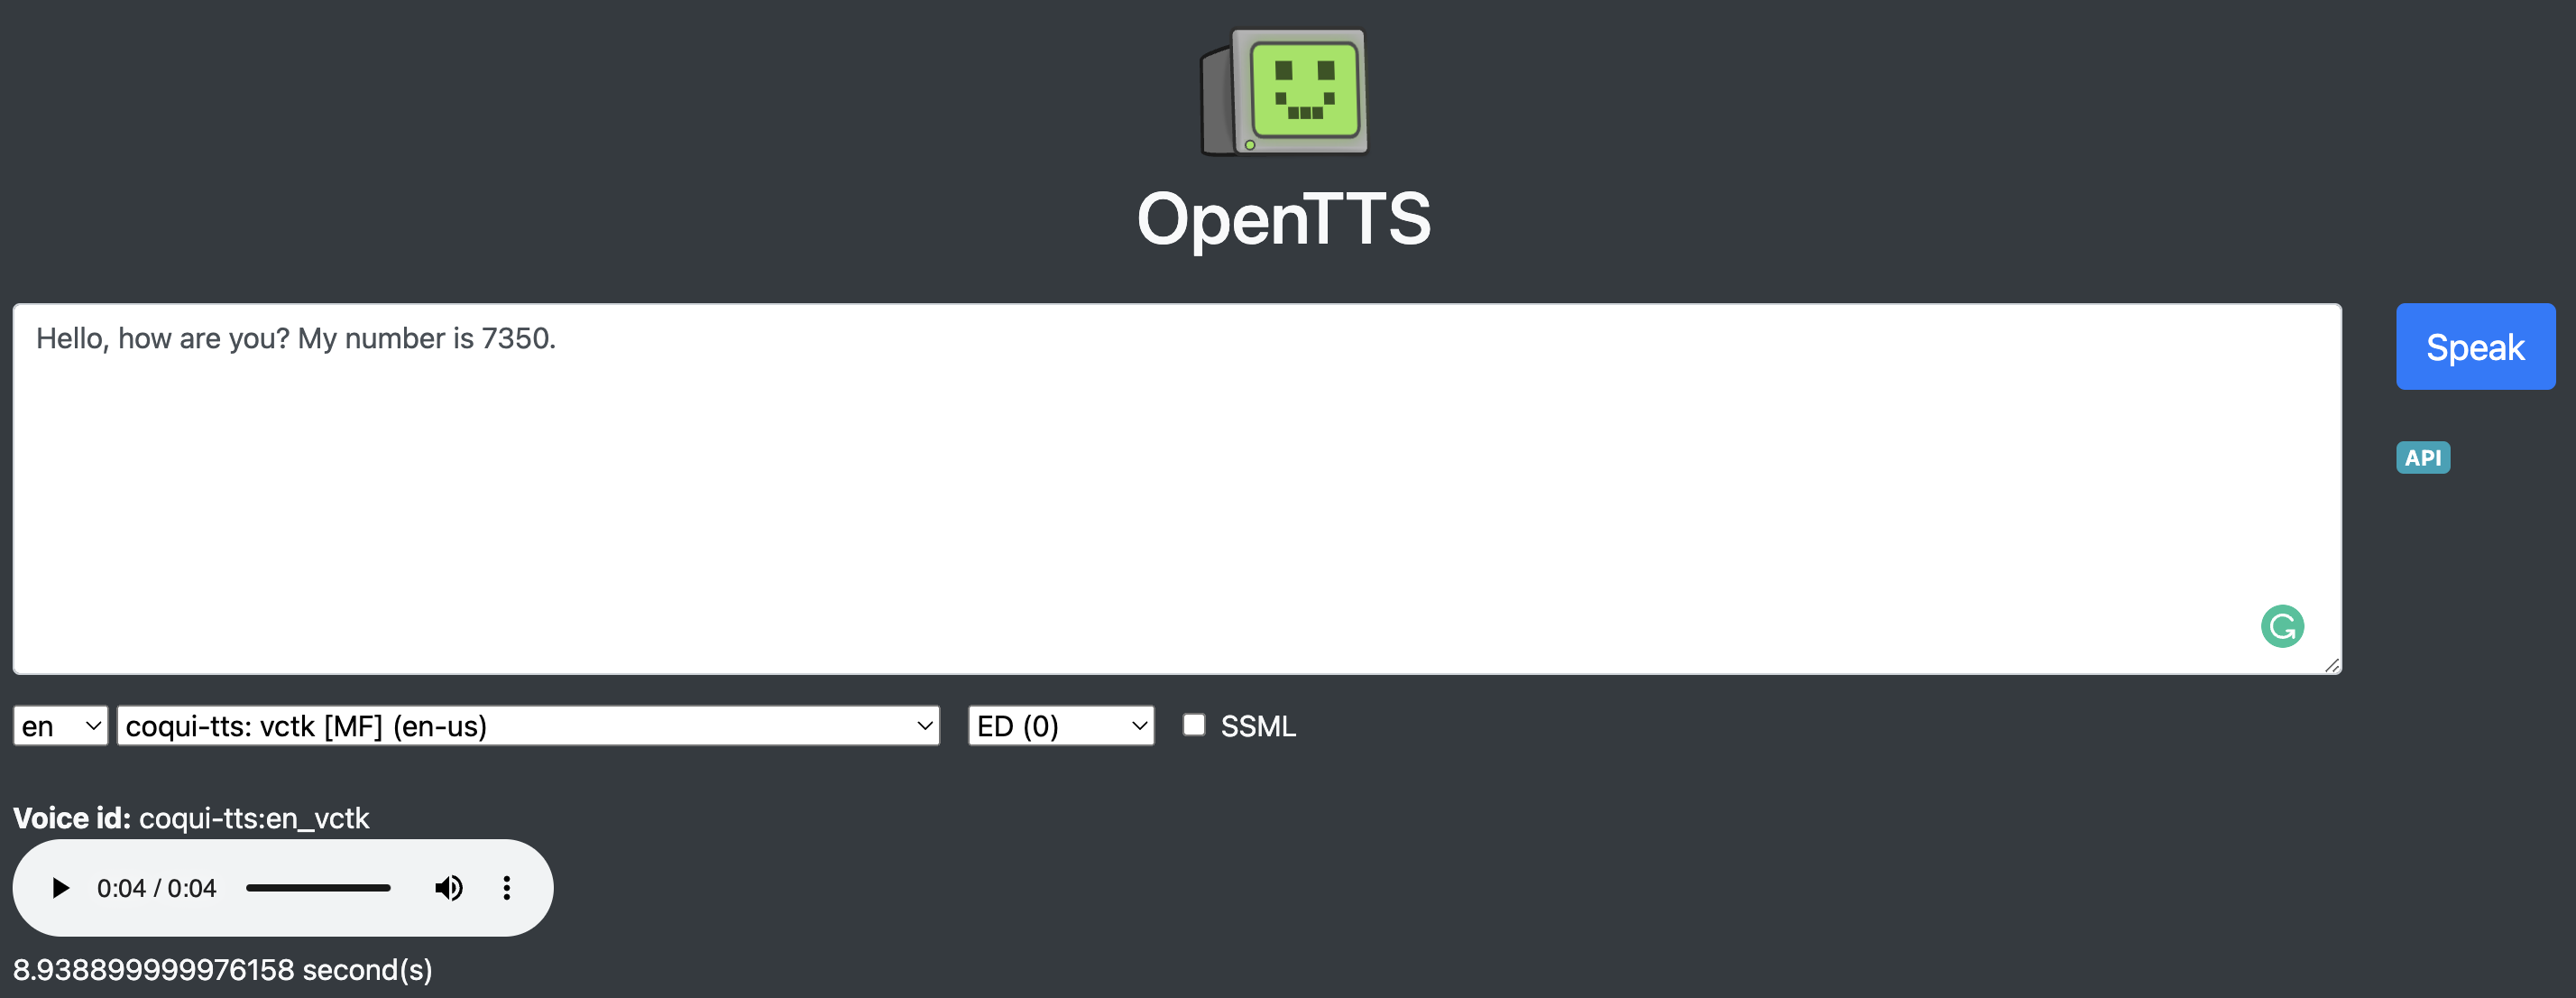 OpenTTS
Hello, how are you? My number is 7350.
Speak
API
en
coqui-tts: vctk [MF] (en-us)
ED (0)
SSML
Voice id: coqui-tts:en_vctk
0:04 / 0:04
8.938899999976158 second(s)